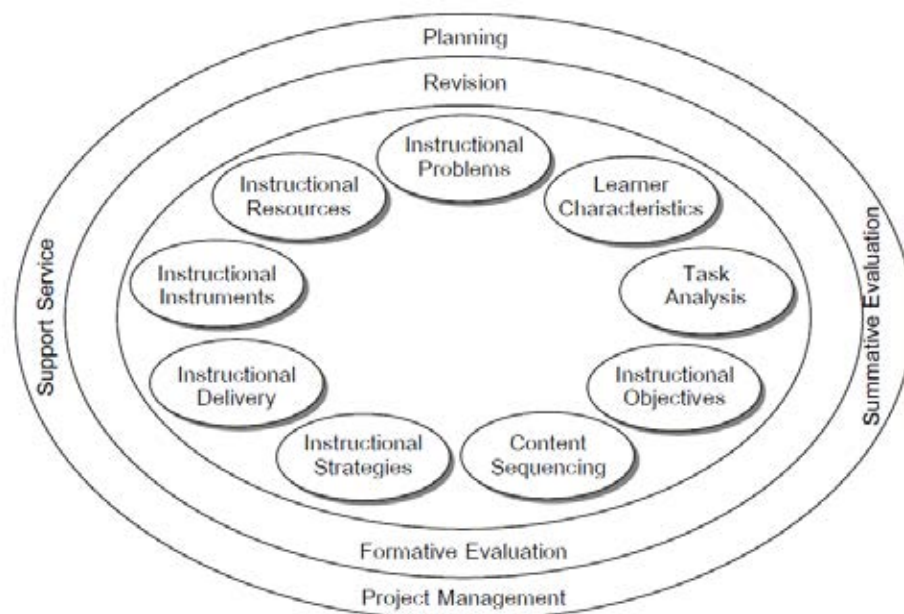 Planning
Revision
Instructional
Problems
Instructional
Resources
Learner
Characteristics
Instructional
Instruments
Task
Analysis
Support Service
Summative Evaluation
Instructional
Delivery
Instructional
Objectives
Instructional
Strategies
Content
Sequencing
Formative Evaluation
Project Management